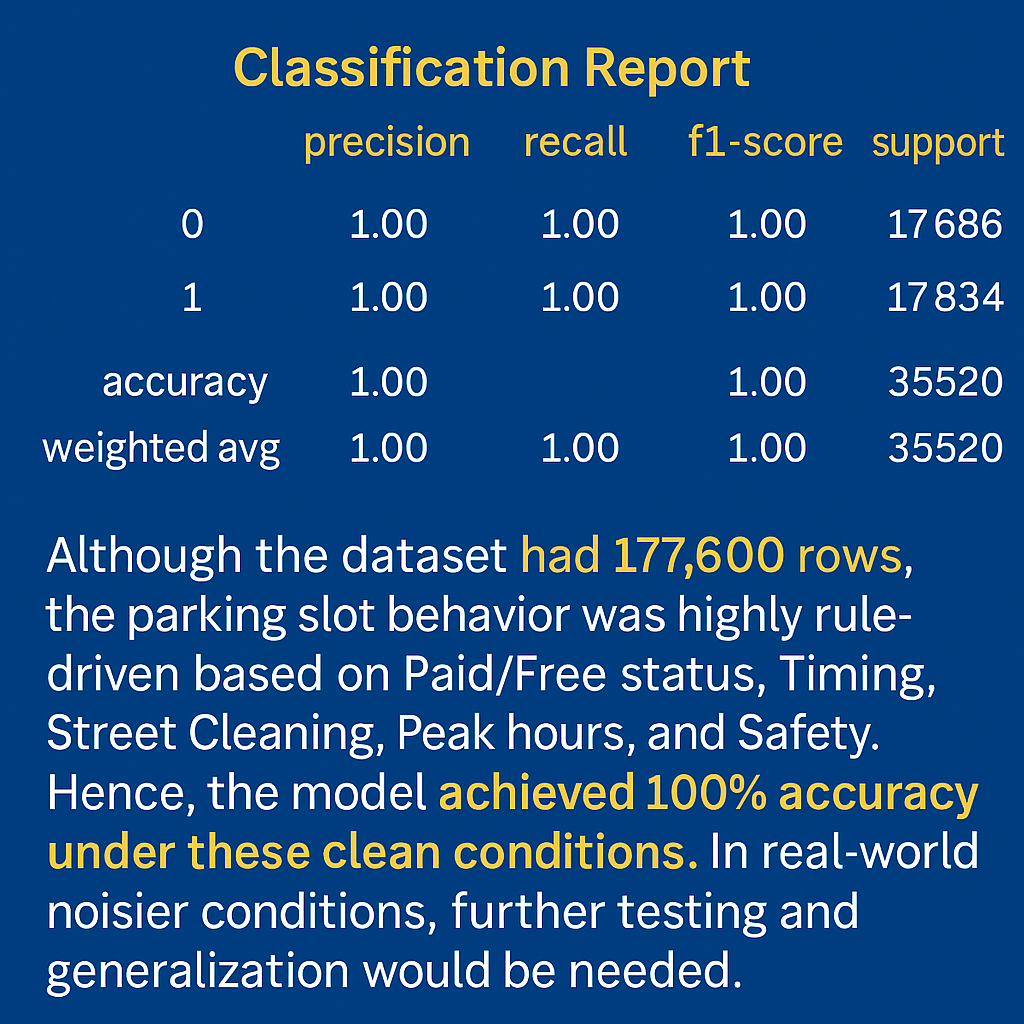 Classification Report
precision recall f1-score support
0 1.00 1.00 1.00 17686
1 1.00 1.00 1.00 17834
accuracy 1.00 1.00 35520
weighted avg 1.00 1.00 1.00 35520
Although the dataset had 177,600 rows,
the parking slot behavior was highly rule-
driven based on Paid/Free status, Timing,
Street Cleaning, Peak hours, and Safety.
Hence, the model achieved 100% accuracy
under these clean conditions. In real-world
noisier conditions, further testing and
generalization would be needed.